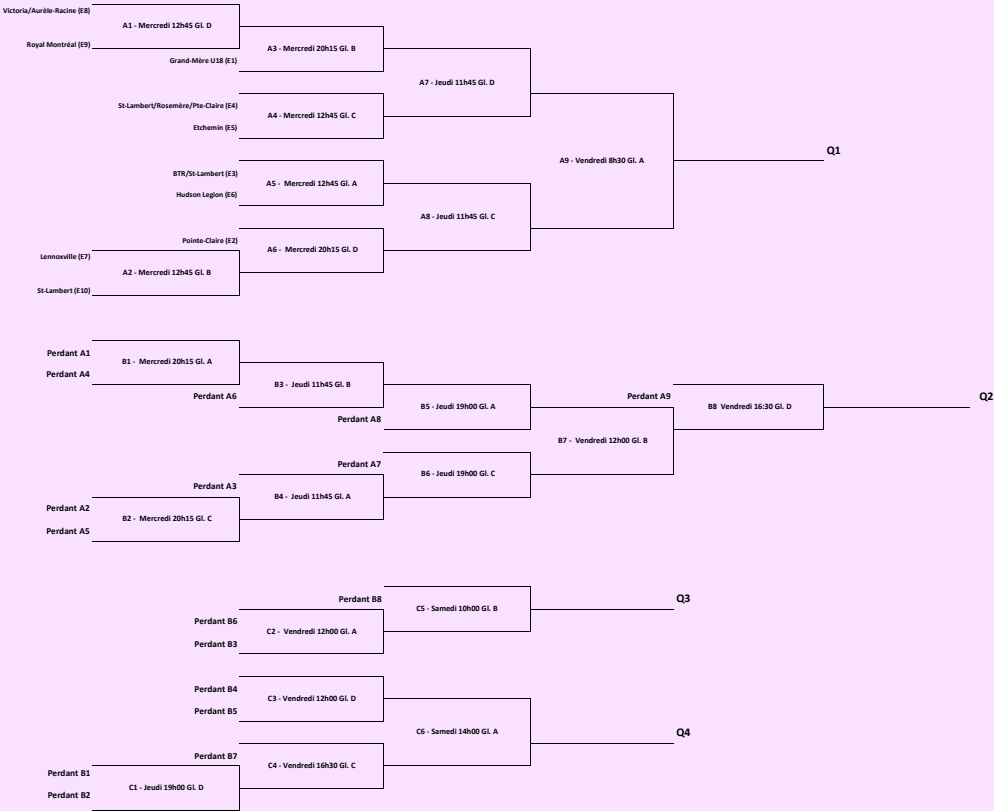 Victoria/Aurèle-Racine (E8)
A1 - Mercredi 12h45 Gl. D
Royal Montréal (E9)
A3 - Mercredi 20h15 Gl. B
Grand-Mère U18 (E1)
A7 - Jeudi 11h45 Gl. D
St-Lambert/Rosemère/Pte-Claire (E4)
A4 - Mercredi 12h45 Gl. C
Etchemin (E5)
A9 - Vendredi 8h30 Gl. A
Q1
BTR/St-Lambert (E3)
A5 - Mercredi 12h45 Gl. A
Hudson Legion (E6)
A8 - Jeudi 11h45 Gl. C
Pointe-Claire (E2)
A6 - Mercredi 20h15 Gl. D
Lennoxville (E7)
A2 - Mercredi 12h45 Gl. B
St-Lambert (E10)
Perdant A1
B1 - Mercredi 20h15 Gl. A
Perdant A4
B3 - Jeudi 11h45 Gl. B
Perdant A6
B5 - Jeudi 19h00 Gl. A
Perdant A8
Perdant A9
B8 Vendredi 16:30 Gl. D
Q2
B7 - Vendredi 12h00 Gl. B
Perdant A7
B6 - Jeudi 19h00 Gl. C
Perdant A3
B4 - Jeudi 11h45 Gl. A
Perdant A2
B2 - Mercredi 20h15 Gl. C
Perdant A5
Perdant B8
C5 - Samedi 10h00 Gl. B
Q3
Perdant B6
C2 - Vendredi 12h00 Gl. A
Perdant B3
Perdant B4
C3 - Vendredi 12h00 Gl. D
Perdant B5
C6 - Samedi 14h00 Gl. A
Q4
Perdant B7
C4 - Vendredi 16h30 Gl. C
Perdant B1
C1 - Jeudi 19h00 Gl. D
Perdant B2